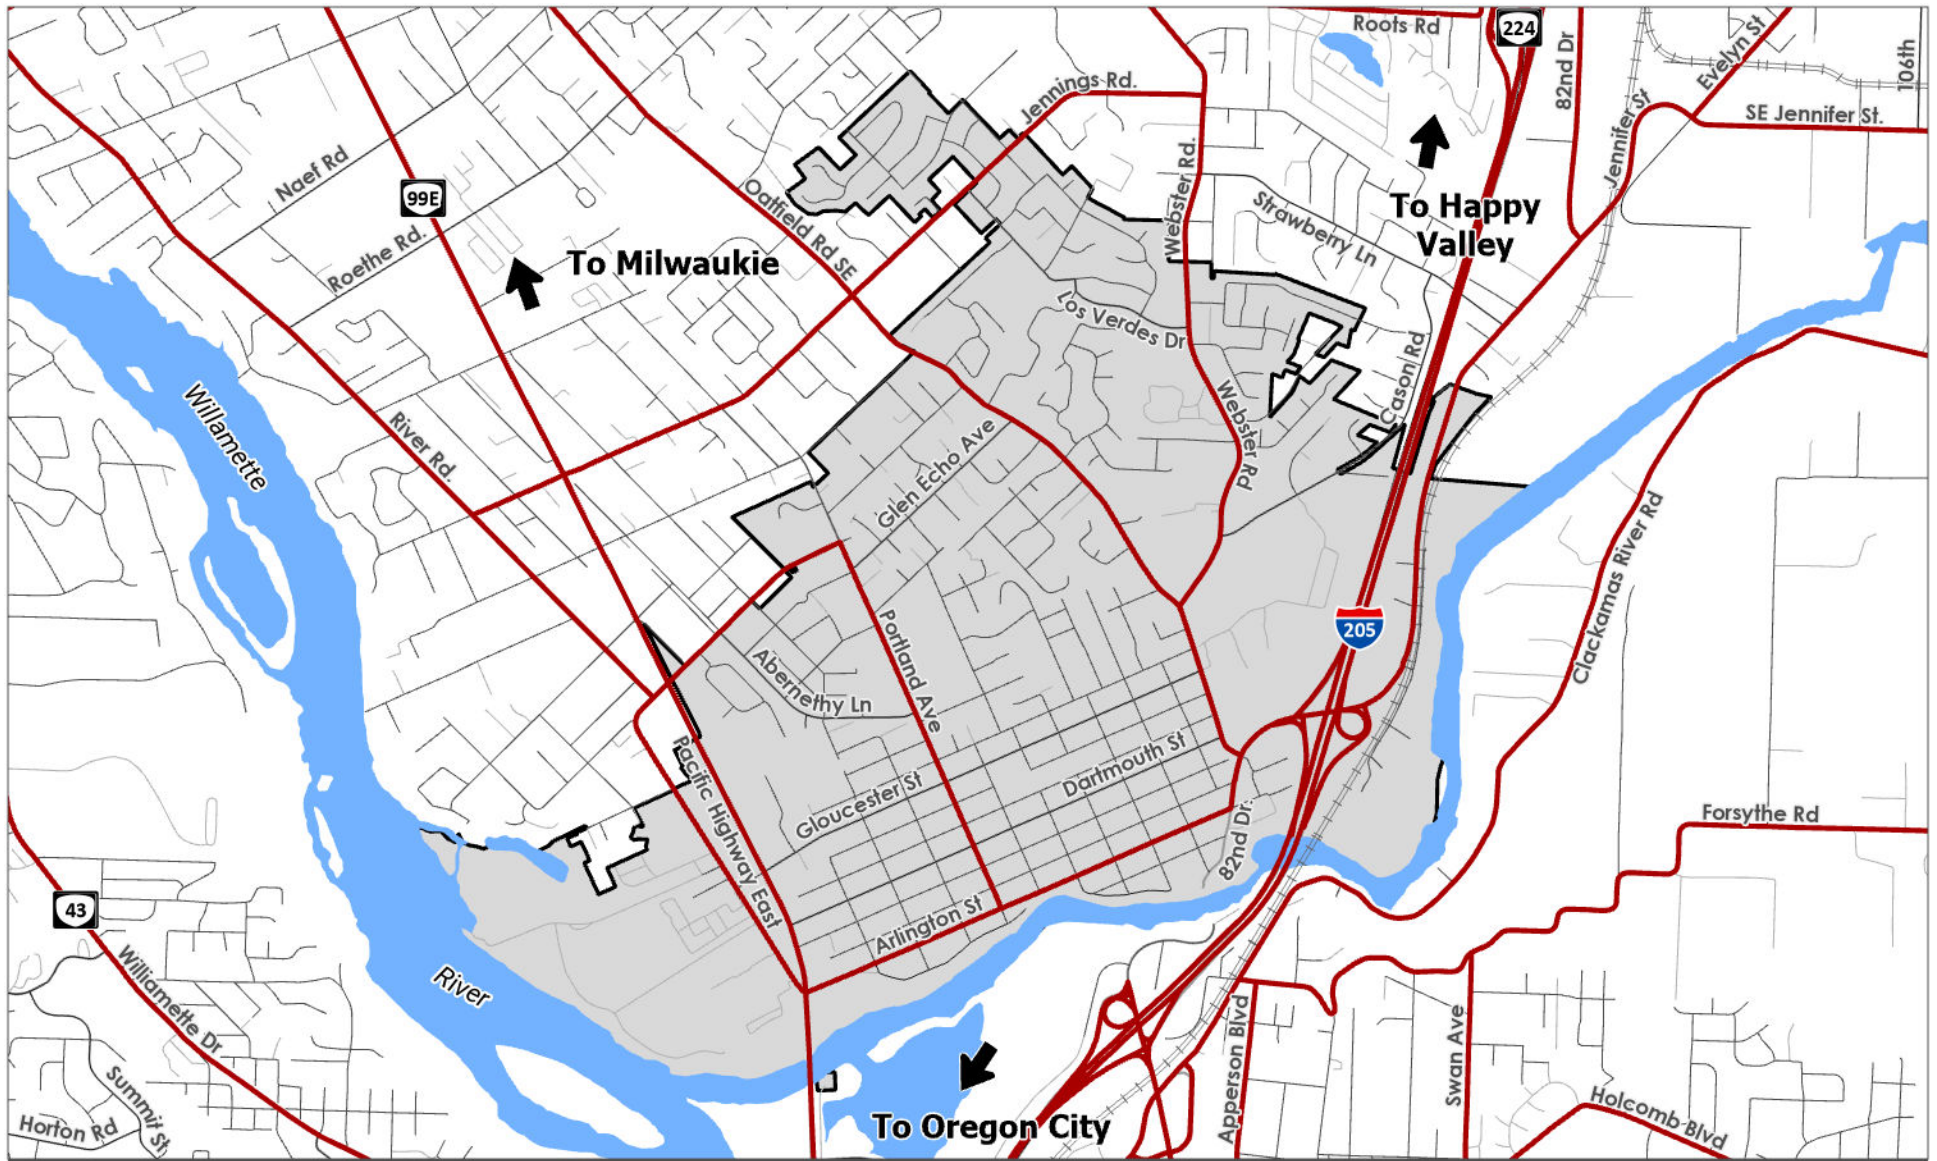 Roots Rd
224
82nd Dr
Evelyn St
106th
Jennings Rd.
SE Jennifer St.
Jennifer St
Naef Rd
99E
Webster Rd.
Oatfield Rd SE
Strawberry Ln
To Happy
Valley
Roethe Rd.
To Milwaukie
Los Verdes Dr
Cason Rd
Willamette
River Rd.
Webster Rd
Glen Echo Ave
Clackamas River Rd
205
Portland Ave
Abernethy Ln
Pacific Highway East
Dartmouth St
Gloucester St
82nd Dr.
Forsythe Rd
43
Arlington St
Williamette Dr
River
Apperson Blvd
Swan Ave
Summit St
Horton Rd
To Oregon City
Holcomb Blvd